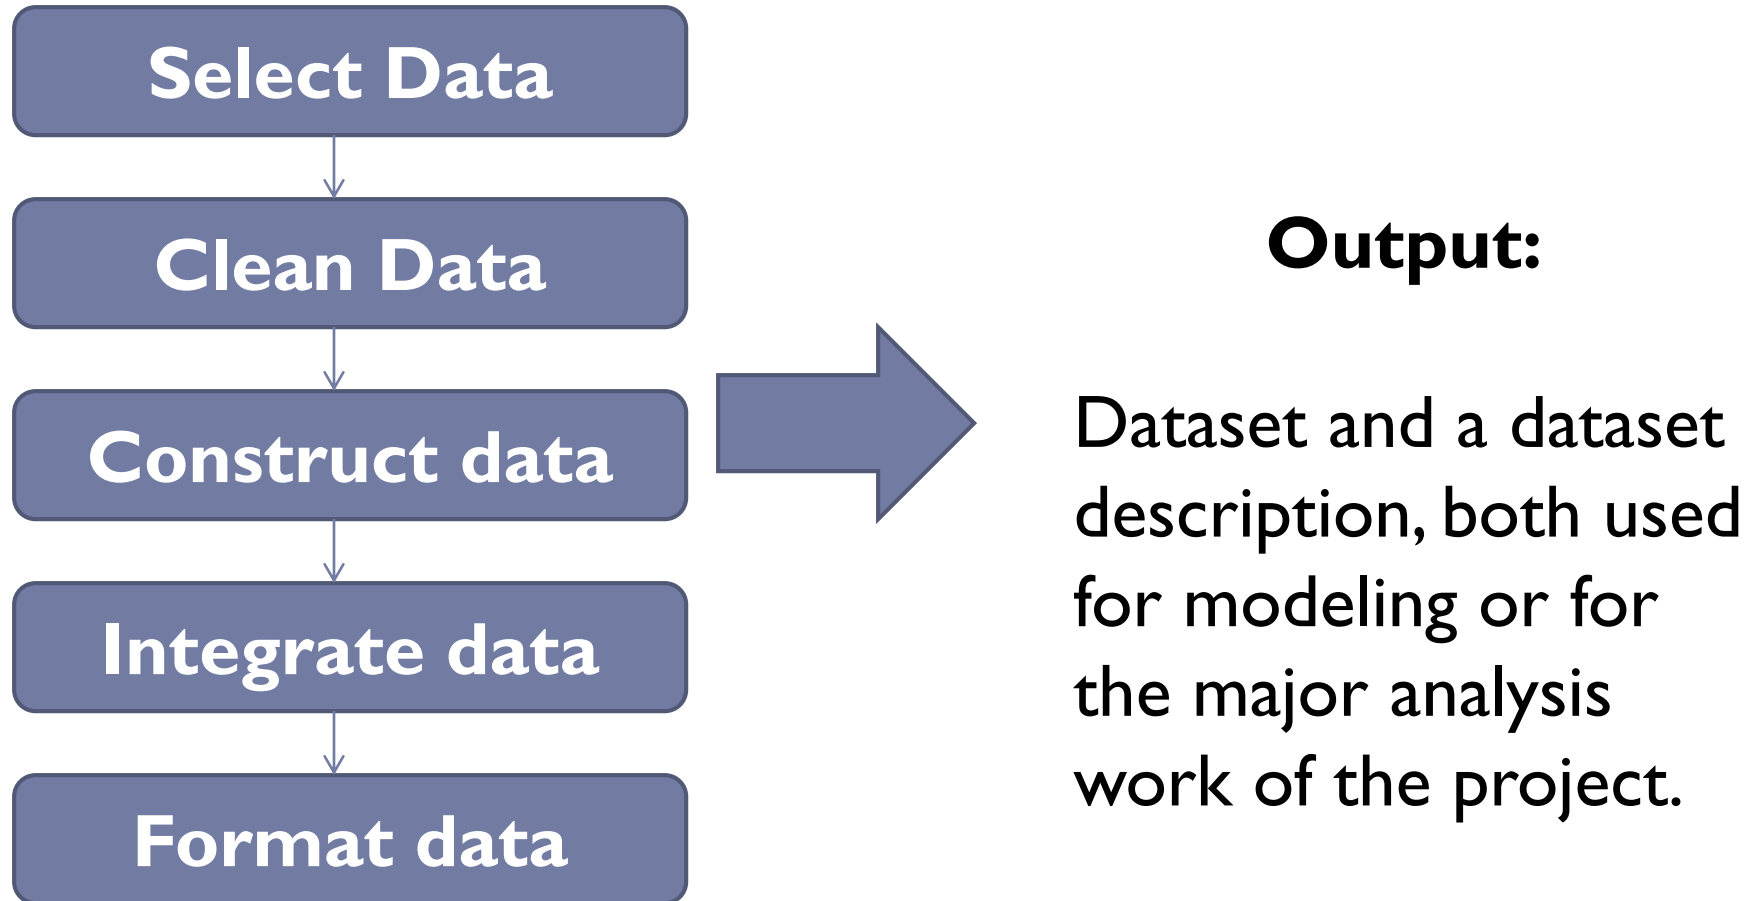 Select Data
Clean Data
Construct data
Integrate data
Format data
Output:
Dataset and a dataset
description, both used
for modeling or for
the major analysis
work of the project.